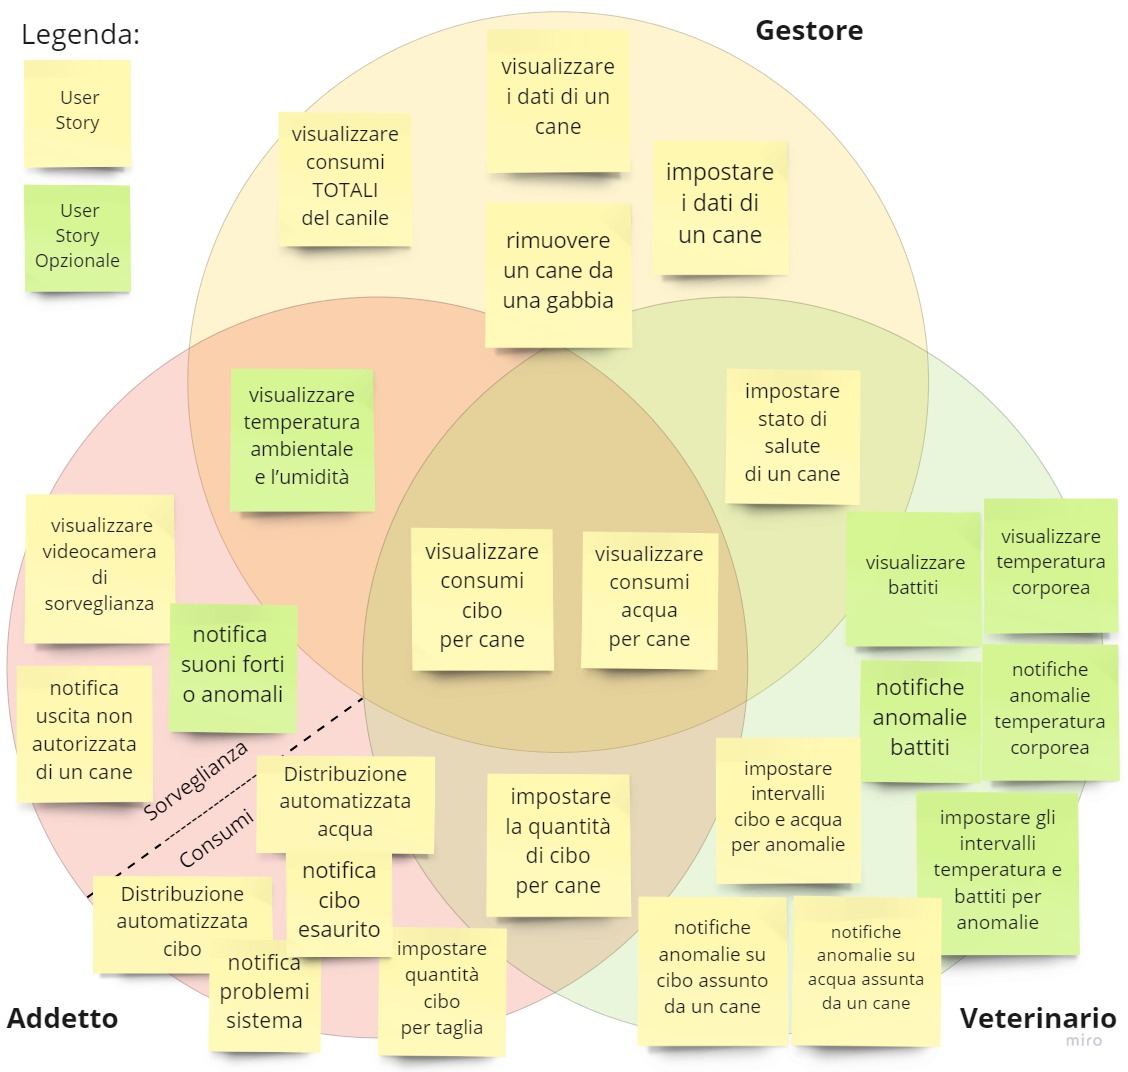 Legenda:
User
Story
User
Story
Opzionale
Gestore
visualizzare
i dati di un
cane
visualizzare
consumi
TOTALI
del canile
impostare
i dati di
un cane
rimuovere
un cane da
una gabbia
visualizzare
temperatura
ambientale
e l’umidità
impostare
stato di
salute
di un cane
visualizzare
consumi
cibo
per cane
visualizzare
consumi
acqua
per cane
visualizzare
videocamera
di
sorveglianza
notifica
suoni forti
o anomali
notifica
uscita non
autorizzata
di un cane
Sorveglianza
Consumi
Distribuzione
automatizzata
acqua
notifica
cibo
esaurito
Distribuzione
automatizzata
cibo
notifica
problemi
sistema
impostare
quantità
cibo
per taglia
Addetto
impostare
la quantità
di cibo
per cane
visualizzare
battiti
visualizzare
temperatura
corporea
notifiche
anomalie
battiti
notifiche
anomalie
temperatura
corporea
impostare
intervalli
cibo e acqua
per anomalie
impostare gli
intervalli
temperatura e
battiti per
anomalie
notifiche
anomalie su
cibo assunto
da un cane
notifiche
anomalie su
acqua assunta
da un cane
Veterinario
miro